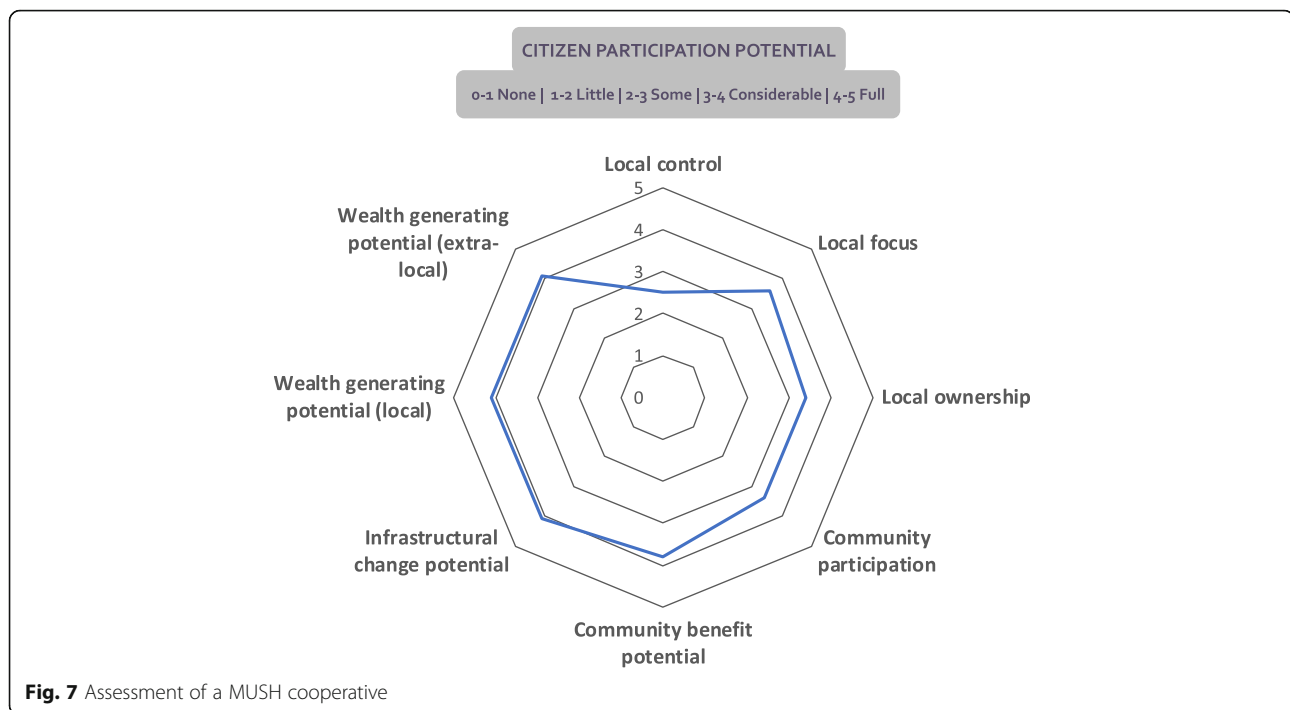 CITIZEN PARTICIPATION POTENTIAL
0-1 None | 1-2 Little | 2-3 Some | 3-4 Considerable | 4-5 Full
Local control
5
Wealth generating
potential (extra-
local)
4
Local focus
3
2
1
Wealth generating
potential (local)
0
Local ownership
Infrastructural
change potential
Community
participation
Community benefit
potential
Fig. 7 Assessment of a MUSH cooperative